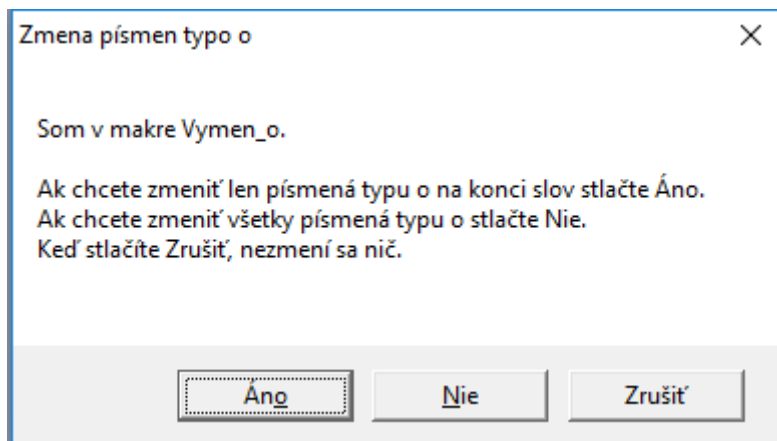 Zmena písmen typo o
Som v makre Vymen_o.
Ak chcete zmeniť len písmená typu o na konci slov stlačte Áno.
Ak chcete zmeniť všetky písmená typu o stlačte Nie.
Keď stlačíte Zrušiť, nezmení sa nič.
Áno Nie Zrušiť